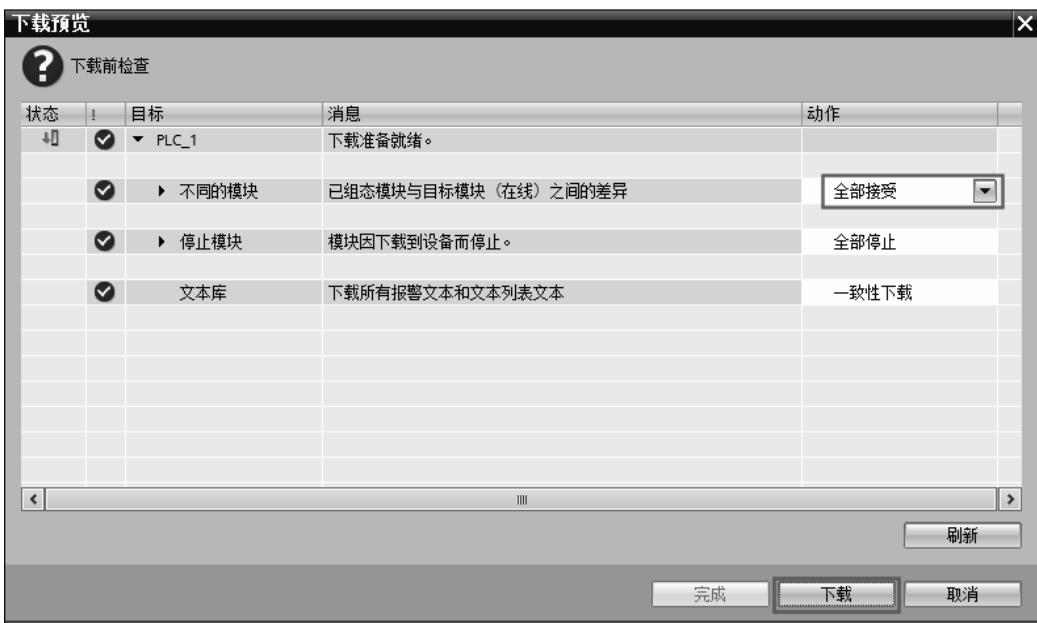 下载预览
下载前检查
状态 ! 目标 消息 动作
PLC_1 下载准备就绪。
不同的模块 已组态模块与目标模块（在线）之间的差异 全部接受
停止模块 模块因下载到设备而停止。 全部停止
文本库 下载所有报警文本和文本列表文本 一致性下载
刷新
完成 下载 取消